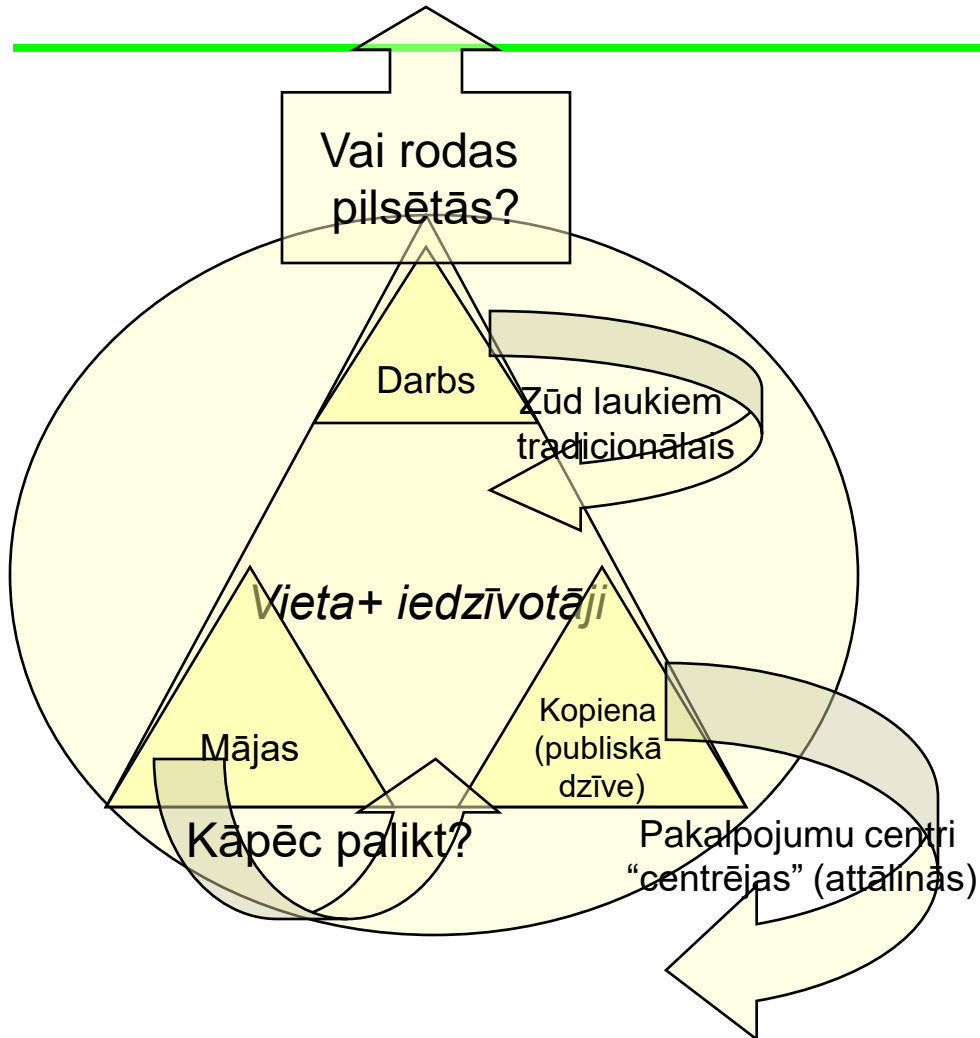 Vai rodas
pilsētās?
Darbs
Zūd laukiem
tradicionālais
Vieta+ iedzīvotāji
Mājas
Kopiena
(publiskā
dzīve)
Kāpēc palikt?
Pakalpojumu centri
“centrējas” (attālinās)